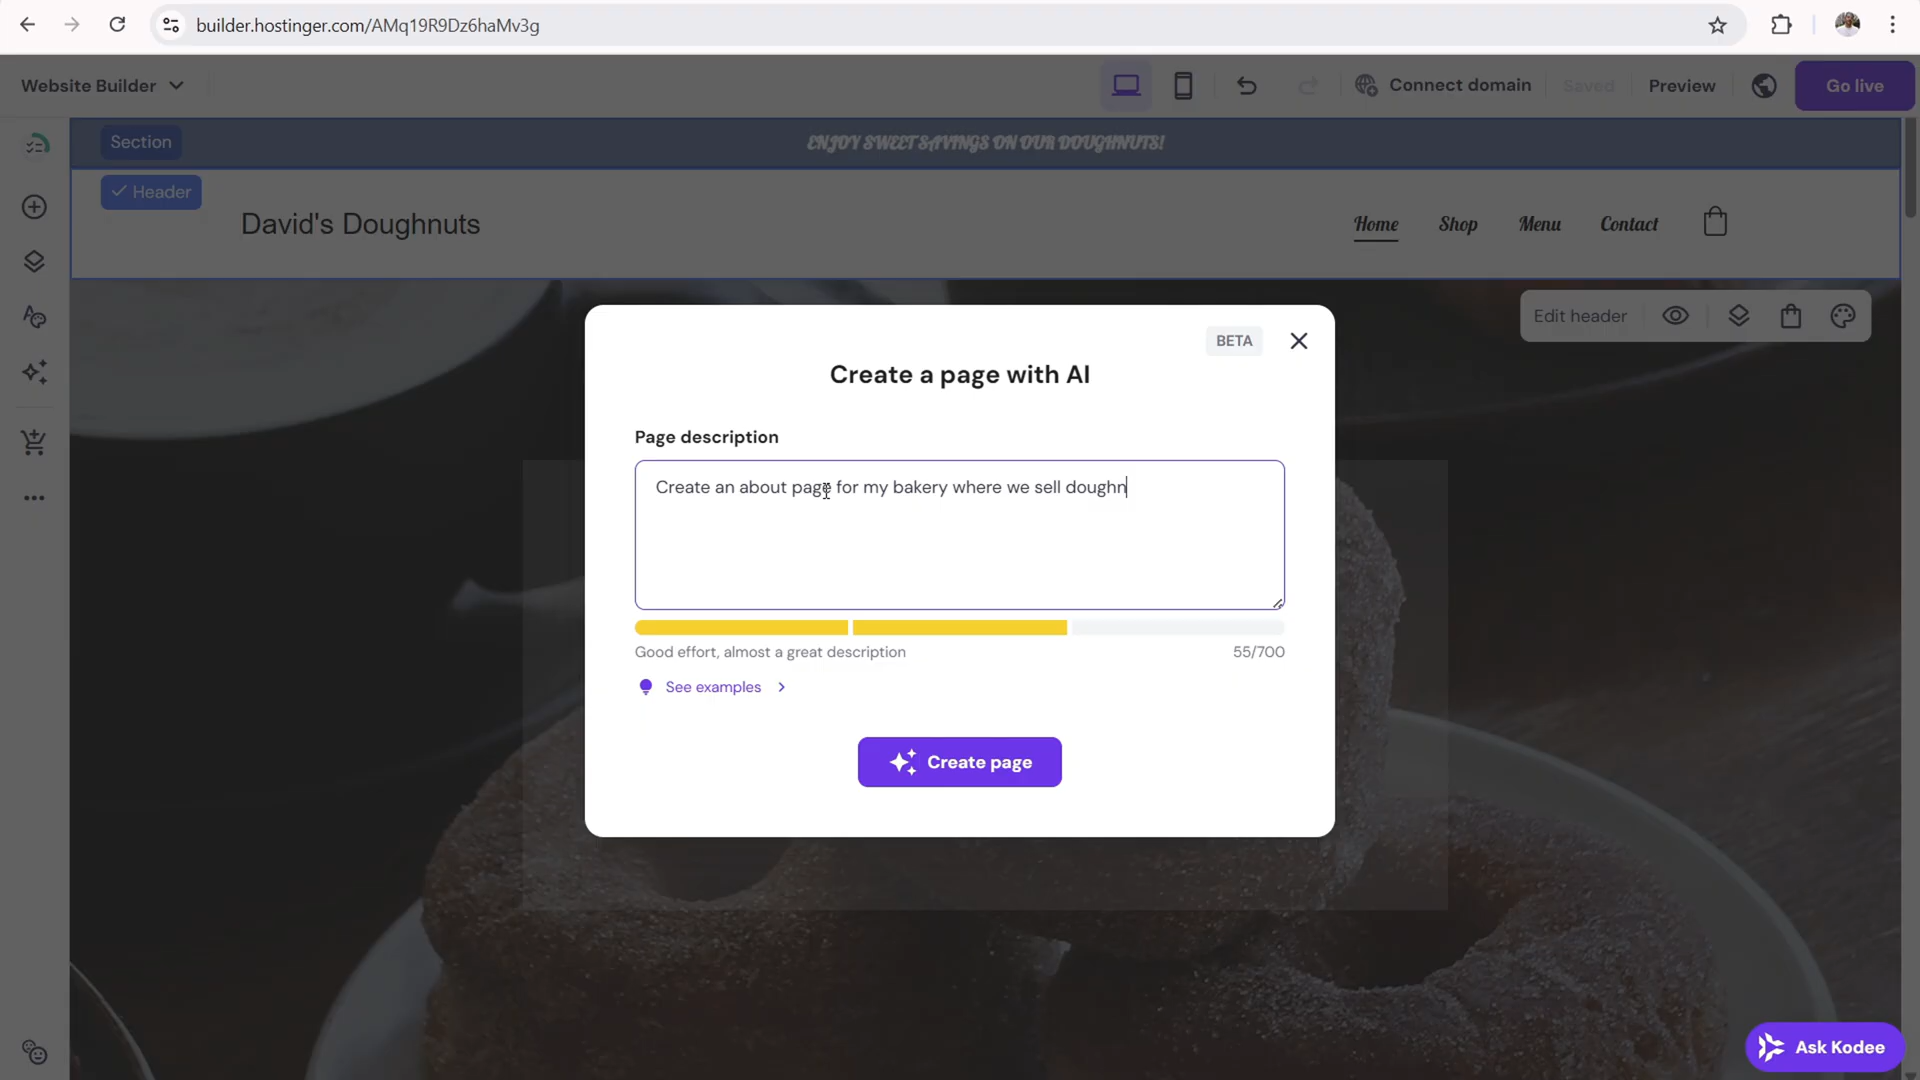 builder.hostinger.com/AMq19R9Dz6haMv3g
Website Builder
Connect domain
Saved
Preview
Go live
Section
ENJOY SWEET SAVINGS ON OUR DOUGHNUTS!
Header
David's Doughnuts
Home
Shop
Menu
Contact
Edit header
BETA
Create a page with AI
Page description
Create an about page for my bakery where we sell doughn
Good effort, almost a great description
55/700
See examples
Create page
Ask Kodee